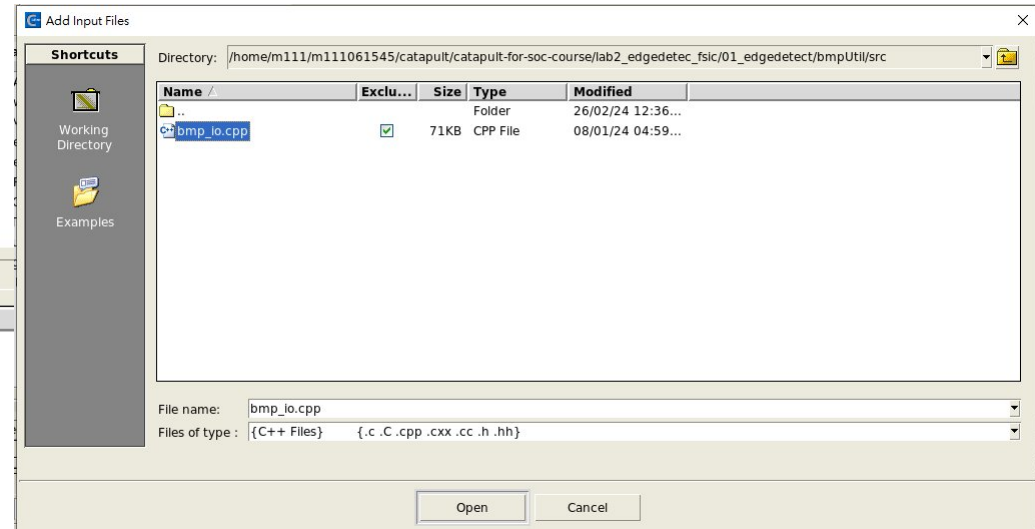 Add Input Files
Shortcuts
Working
Directory
Examples
Directory: /home/m111/m111061545/catapult/catapult-for-soc-course/lab2_edgedetec_fsic/01_edgedetect/bmpUtil/src
Name Exclu... Size Type Modified
.. Folder 26/02/24 12:36...
bmp_io.cpp 71KB CPP File 08/01/24 04:59...
File name: bmp_io.cpp
Files of type : {C++ Files} {.c .C .cpp .cxx .cc .h .hh}
Open Cancel